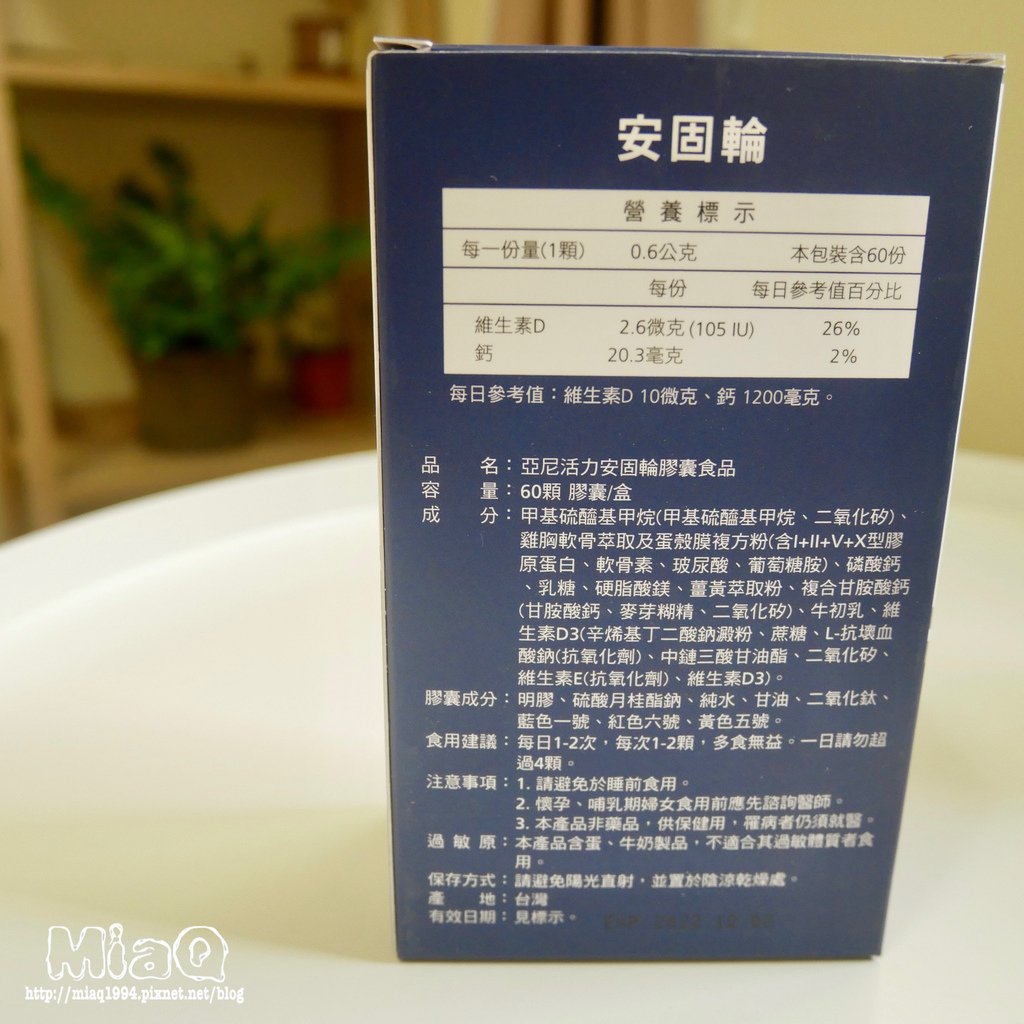 安固輪
營養標示
每一份量(1顆) 0.6公克 本包裝含60份
每份 每日參考值百分比
維生素D 2.6微克 (105 IU) 26%
鈣 20.3毫克 2%
每日參考值：維生素D 10微克、鈣 1200毫克。
品 名：亞尼活力安固輪膠囊食品
容 量：60顆 膠囊/盒
成 分：甲基硫醯基甲烷(甲基硫醯基甲烷、二氧化矽)、
雞胸軟骨萃取及蛋殼膜複方粉(含I+II+V+X型膠
原蛋白、軟骨素、玻尿酸、葡萄糖胺)、磷酸鈣
、乳糖、硬脂酸鎂、薑黃萃取粉、複合甘胺酸鈣
(甘胺酸鈣、麥芽糊精、二氧化矽)、牛初乳、維
生素D3(辛烯基丁二酸鈉澱粉、蔗糖、L-抗壞血
酸鈉(抗氧化劑)、中鏈三酸甘油酯、二氧化矽、
維生素E(抗氧化劑)、維生素D3)。
膠囊成分：明膠、硫酸月桂酯鈉、純水、甘油、二氧化鈦、
藍色一號、紅色六號、黃色五號。
食用建議：每日1-2次，每次1-2顆，多食無益。一日請勿超
過4顆。
注意事項：1. 請避免於睡前食用。
2. 懷孕、哺乳期婦女食用前應先諮詢醫師。
3. 本產品非藥品，供保健用，罹病者仍須就醫。
過 敏 原：本產品含蛋、牛奶製品，不適合其過敏體質者食
用。
保存方式：請避免陽光直射，並置於陰涼乾燥處。
產 地：台灣
有效日期：見標示。
MiaQ
http://miaq1994.pixnet.net/blog